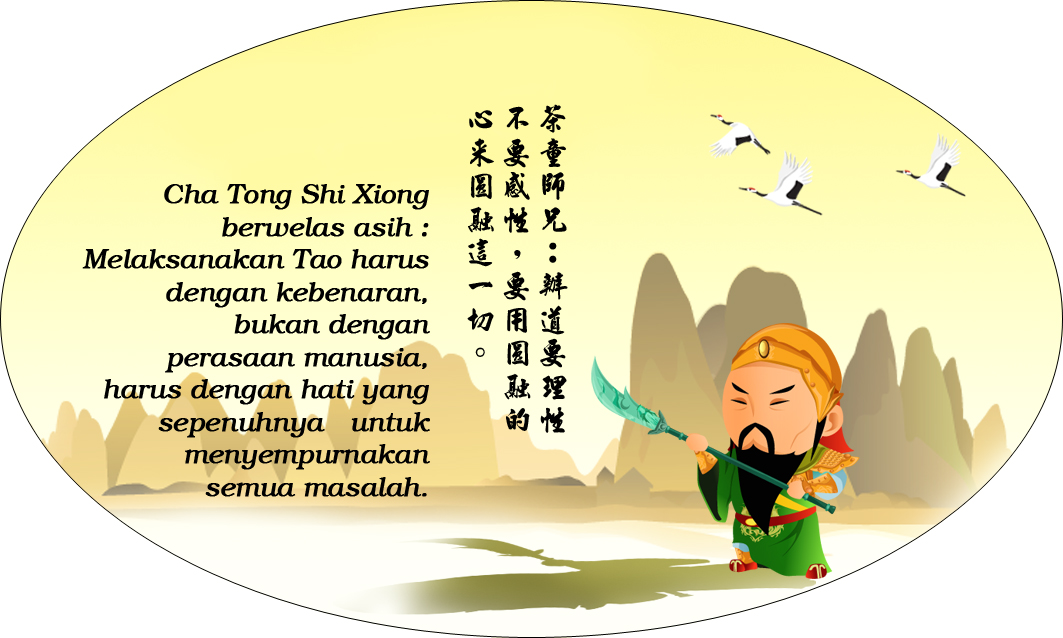 Cha Tong Shi Xiong
berwelas asih :
Melaksanakan Tao harus
dengan kebenaran,
bukan dengan
perasaan manusia,
harus dengan hati yang
sepenuhnya untuk
menyempurnakan
semua masalah.
茶童師兄：辦道要理性
不要感性，要用圓融的
心来圓融這一切。